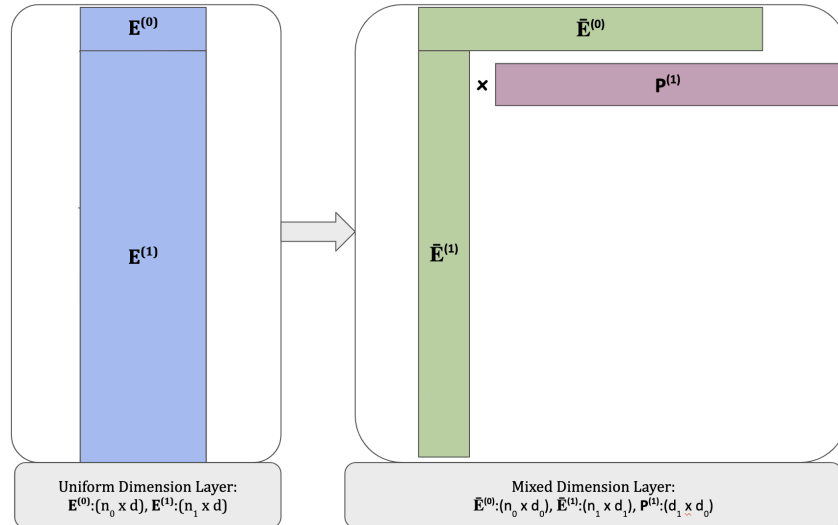 E⁽⁰⁾
Ē⁽⁰⁾
× P⁽¹⁾
E⁽¹⁾
Ē⁽¹⁾
Uniform Dimension Layer:
E⁽⁰⁾:(n₀ x d), E⁽¹⁾:(n₁ x d)
Mixed Dimension Layer:
Ē⁽⁰⁾:(n₀ x d₀), Ē⁽¹⁾:(n₁ x d₁), P⁽¹⁾:(d₁ x d₀)